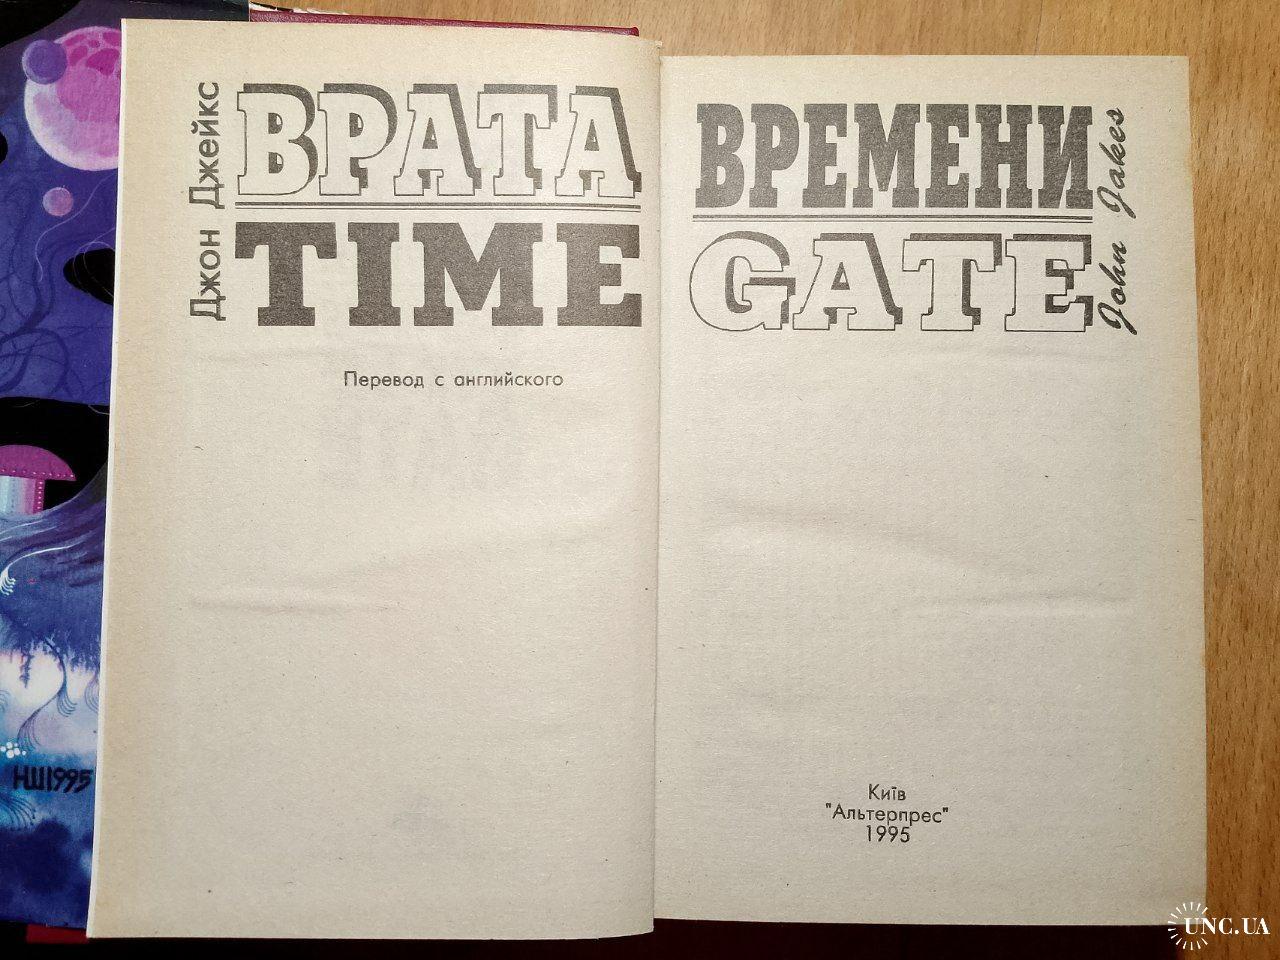 Джон Джейкс
ВРАТА
ВРЕМЕНИ
TIME
GATE
John Jakes
Перевод с английского
Київ
"Альтерпрес"
1995
НШ1995
UNC.UA